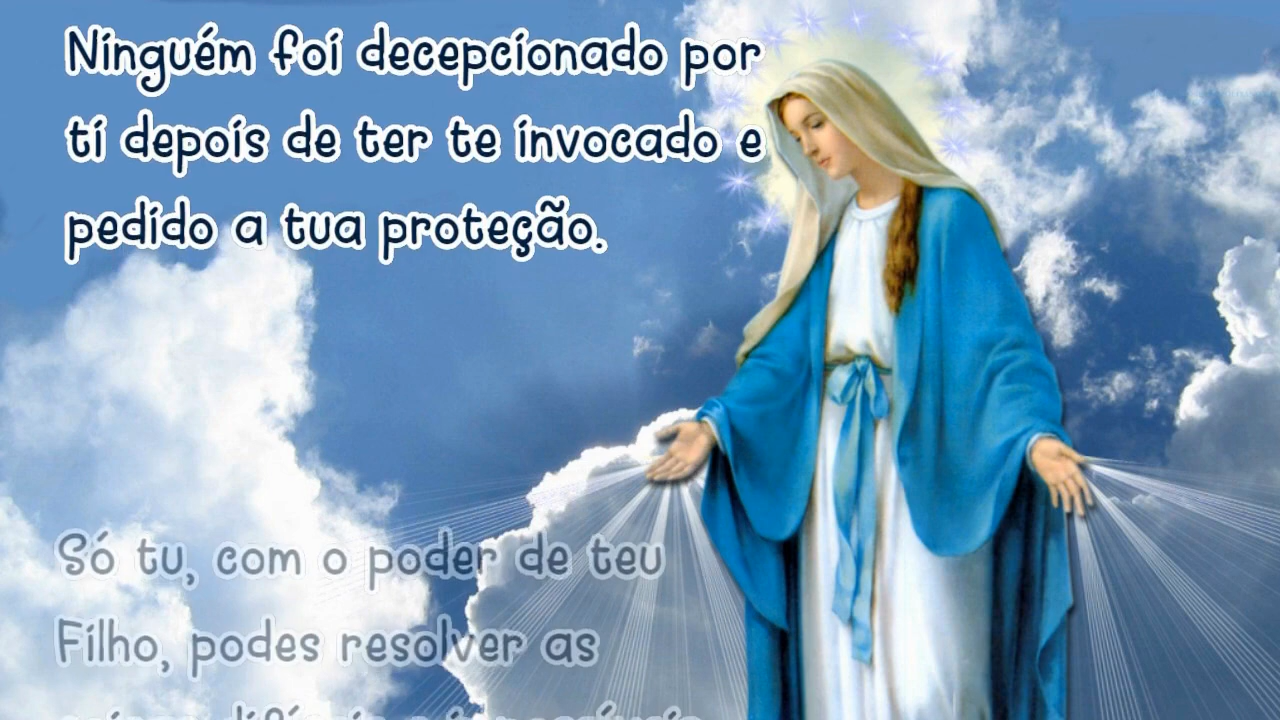 Ninguém foi decepcionado por
ti depois de ter te invocado e
pedido a tua proteção.
Só tu, com o poder de teu
Filho, podes resolver as